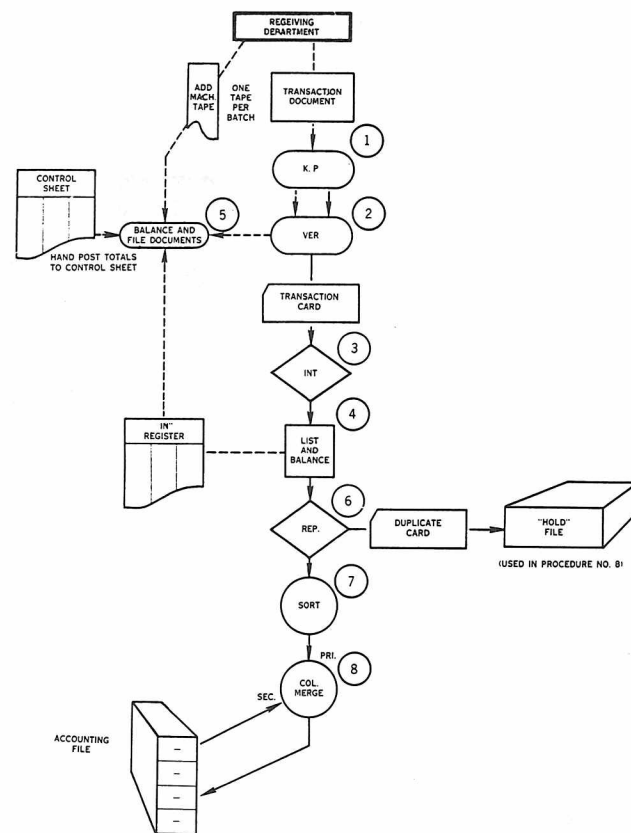 RECEIVING
DEPARTMENT
ADD
MACH.
TAPE
ONE
TAPE
PER
BATCH
TRANSACTION
DOCUMENT
1
K. P
CONTROL
SHEET
5
2
BALANCE AND
FILE DOCUMENTS
VER
HAND POST TOTALS
TO CONTROL SHEET
TRANSACTION
CARD
3
INT
4
IN"
REGISTER
LIST
AND
BALANCE
6
REP.
DUPLICATE
CARD
"HOLD"
FILE
(USED IN PROCEDURE NO. 8)
7
SORT
PRI.
8
SEC.
COL.
MERGE
ACCOUNTING
FILE